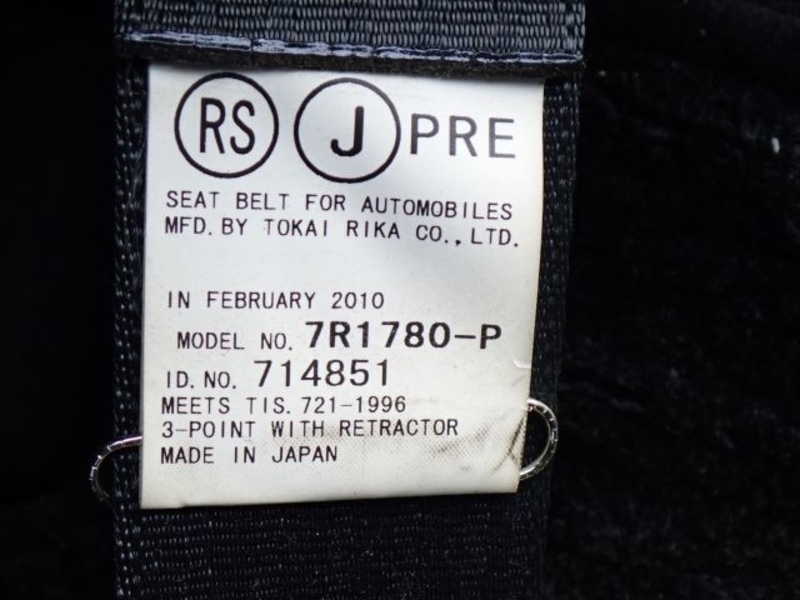 RS J PRE
SEAT BELT FOR AUTOMOBILES
MFD. BY TOKAI RIKA CO., LTD.
IN FEBRUARY 2010
MODEL NO. 7R1780-P
ID. NO. 714851
MEETS TIS. 721-1996
3-POINT WITH RETRACTOR
MADE IN JAPAN